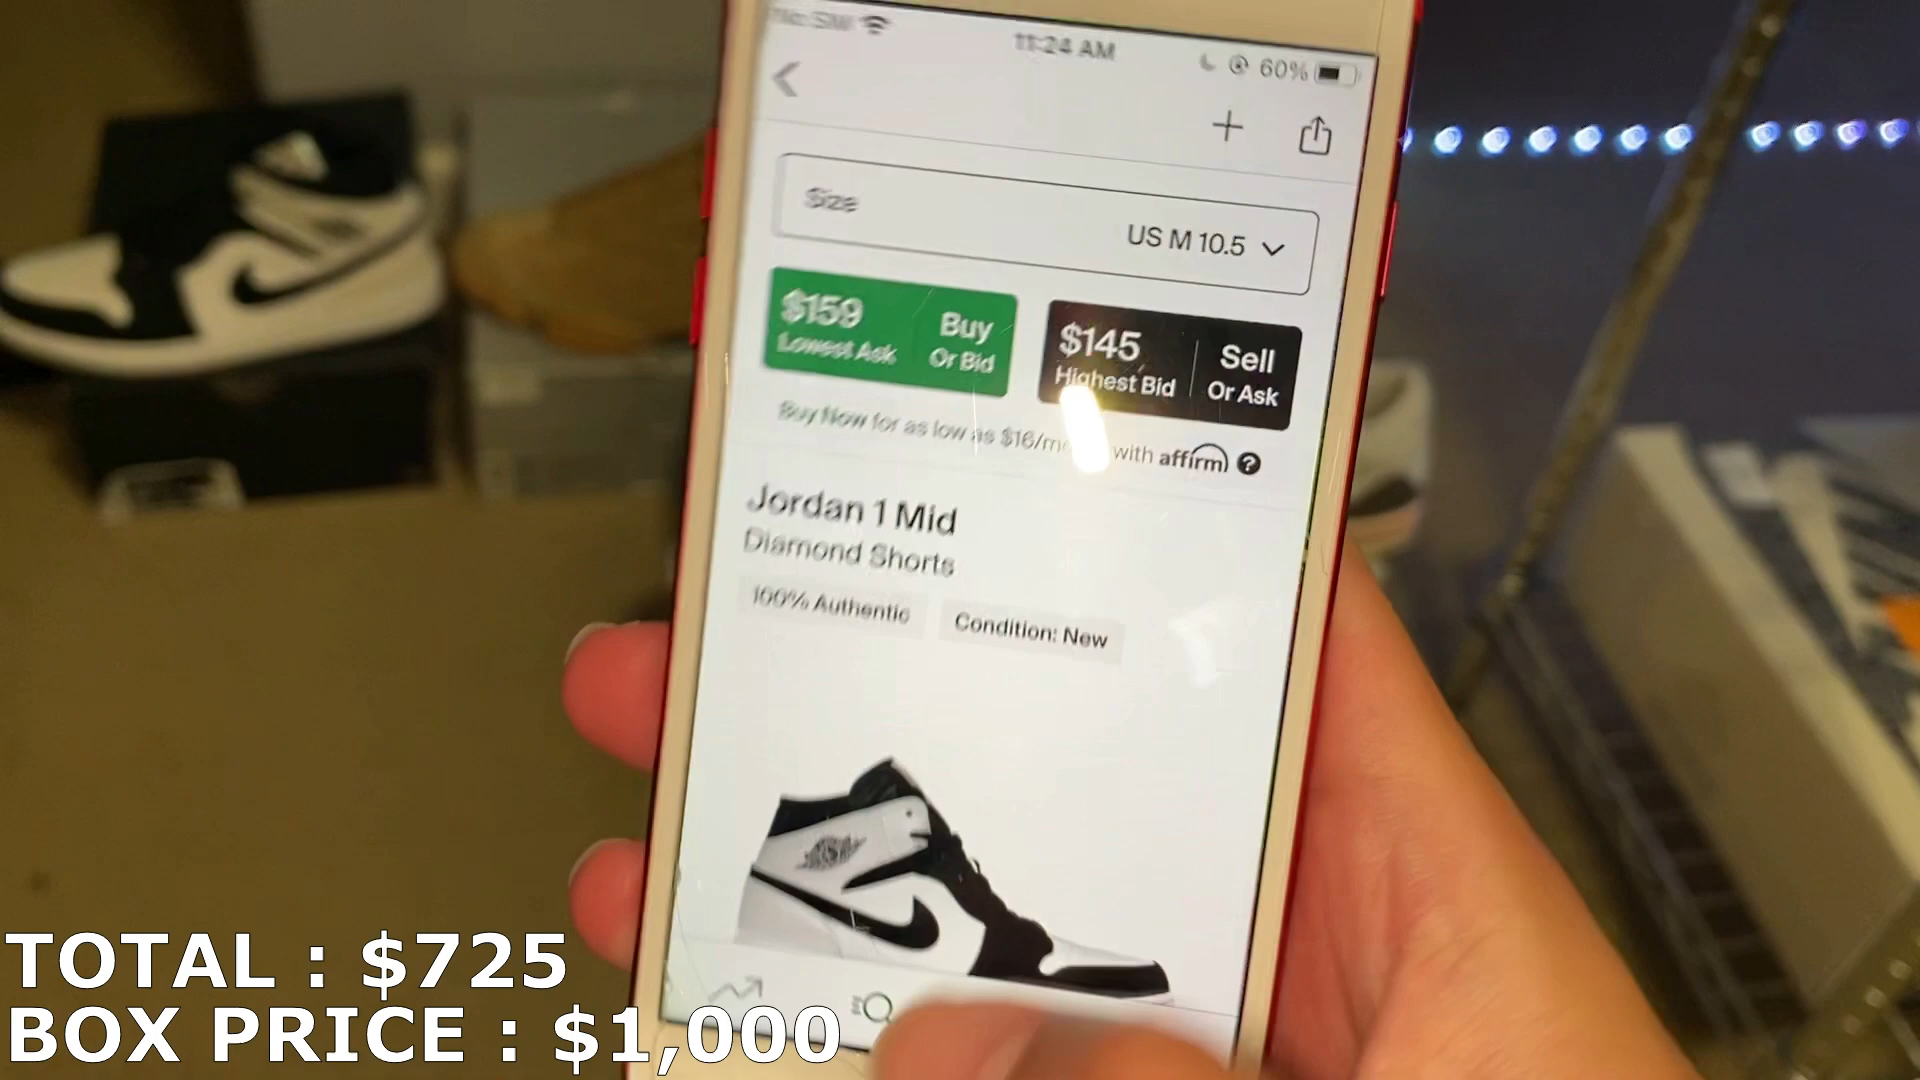 No SIM
11:24 AM
60%
Size
US M 10.5
$159
Lowest Ask
Buy
Or Bid
$145
Highest Bid
Sell
Or Ask
Buy Now for as low as $16/m with affirm ?
Jordan 1 Mid
Diamond Shorts
100% Authentic
Condition: New
TOTAL : $725
BOX PRICE : $1,000